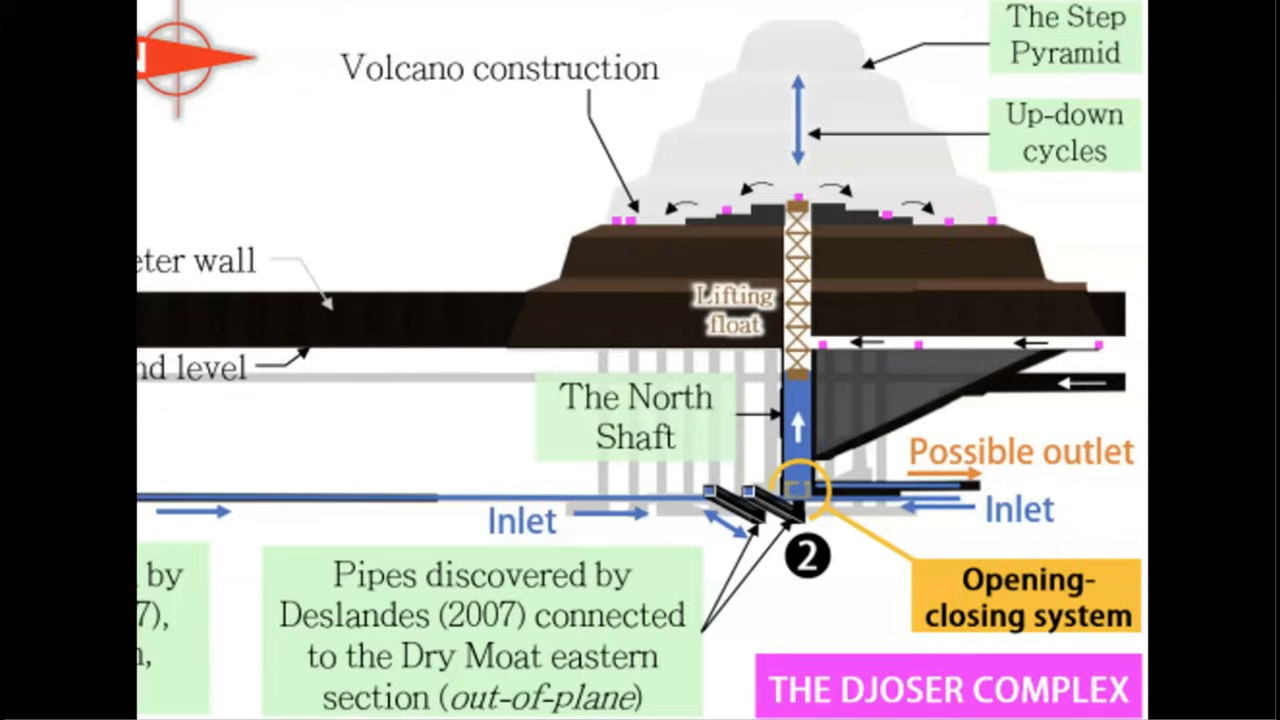 N
The Step
Pyramid
Volcano construction
Up-down
cycles
eter wall
Lifting
float
nd level
The North
Shaft
Possible outlet
Inlet
Inlet
2
by
7),
n,
Pipes discovered by
Deslandes (2007) connected
to the Dry Moat eastern
section (out-of-plane)
Opening-
closing system
THE DJOSER COMPLEX